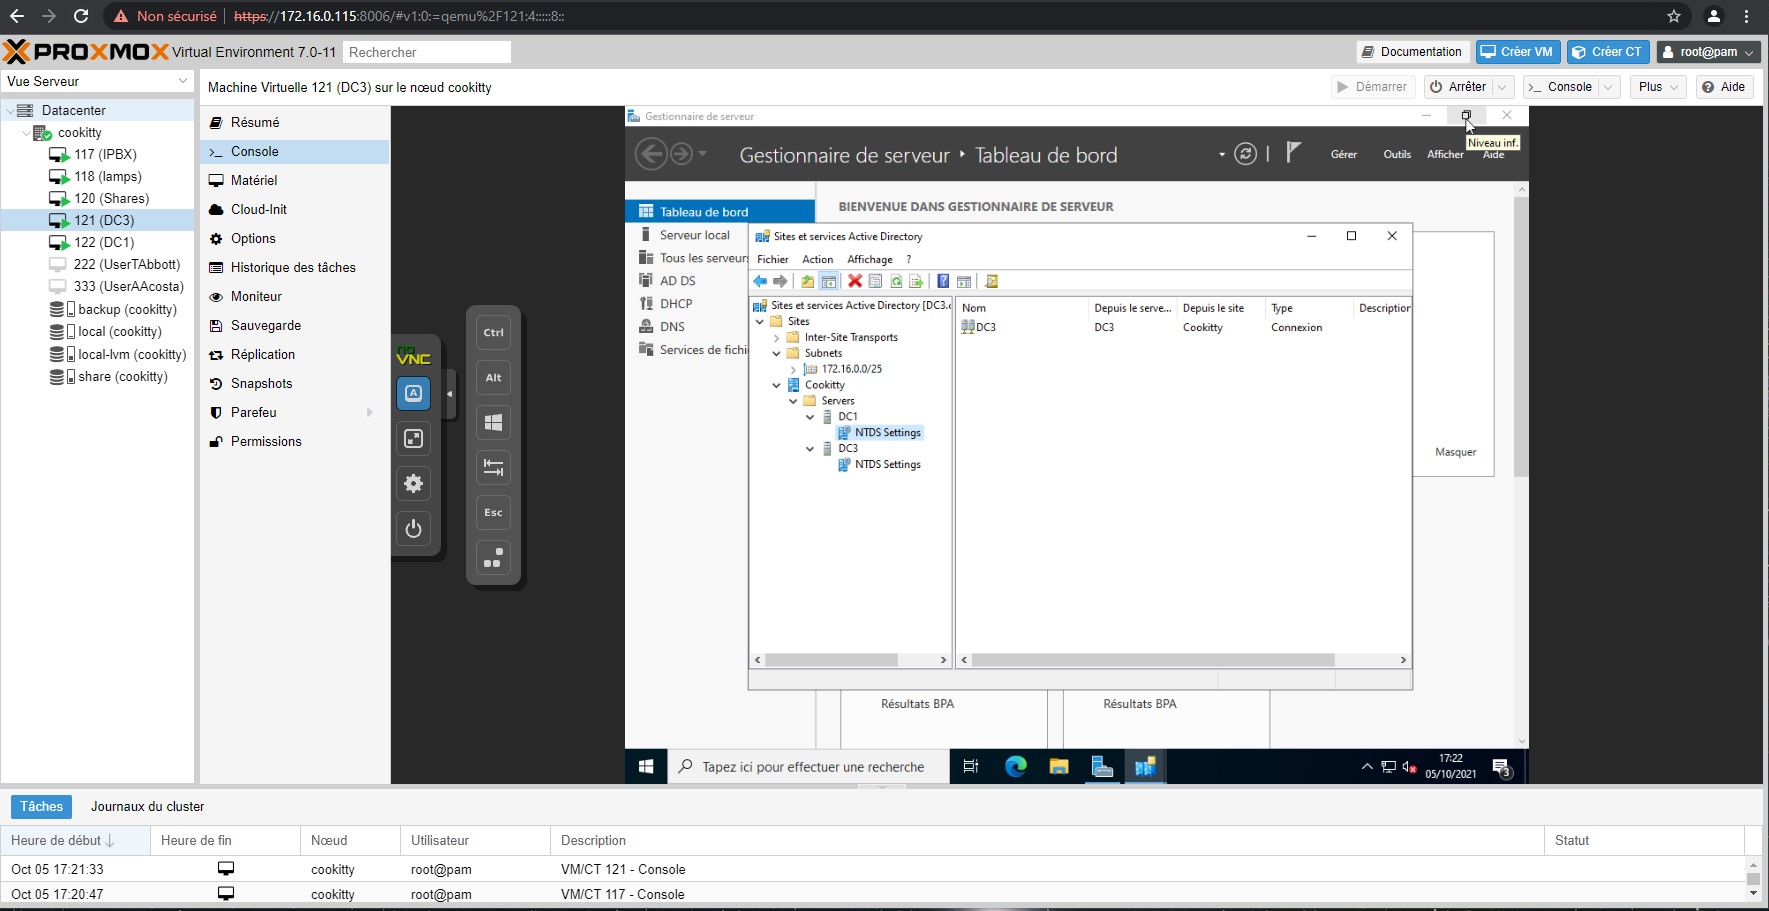 Non sécurisé https://172.16.0.115:8006/#v1:0:=qemu%2F121:4:::::8::
PROXMOX Virtual Environment 7.0-11 Rechercher
Documentation Créer VM Créer CT root@pam
Vue Serveur
Machine Virtuelle 121 (DC3) sur le nœud cookitty
Démarrer Arrêter >_ Console Plus Aide
Datacenter
cookitty
117 (IPBX)
118 (lamps)
120 (Shares)
121 (DC3)
122 (DC1)
222 (UserTAbbott)
333 (UserAAcosta)
backup (cookitty)
local (cookitty)
local-lvm (cookitty)
share (cookitty)
Résumé
>_ Console
Matériel
Cloud-Init
Options
Historique des tâches
Moniteur
Sauvegarde
Réplication
Snapshots
Parefeu
Permissions
no
VNC
A
Ctrl
Alt
Esc
Gestionnaire de serveur
Niveau inf.
Gestionnaire de serveur Tableau de bord
Gérer Outils Afficher Aide
Tableau de bord
Serveur local
Tous les serveurs
AD DS
DHCP
DNS
Services de fichi
BIENVENUE DANS GESTIONNAIRE DE SERVEUR
Sites et services Active Directory
Fichier Action Affichage ?
Sites et services Active Directory [DC3.c
Sites
Inter-Site Transports
Subnets
172.16.0.0/25
Cookitty
Servers
DC1
NTDS Settings
DC3
NTDS Settings
Nom Depuis le serve... Depuis le site Type Description
DC3 DC3 Cookitty Connexion
Masquer
Résultats BPA Résultats BPA
Tapez ici pour effectuer une recherche
17:22
05/10/2021
3
Tâches Journaux du cluster
Heure de début Heure de fin Nœud Utilisateur Description Statut
Oct 05 17:21:33 cookitty root@pam VM/CT 121 - Console
Oct 05 17:20:47 cookitty root@pam VM/CT 117 - Console